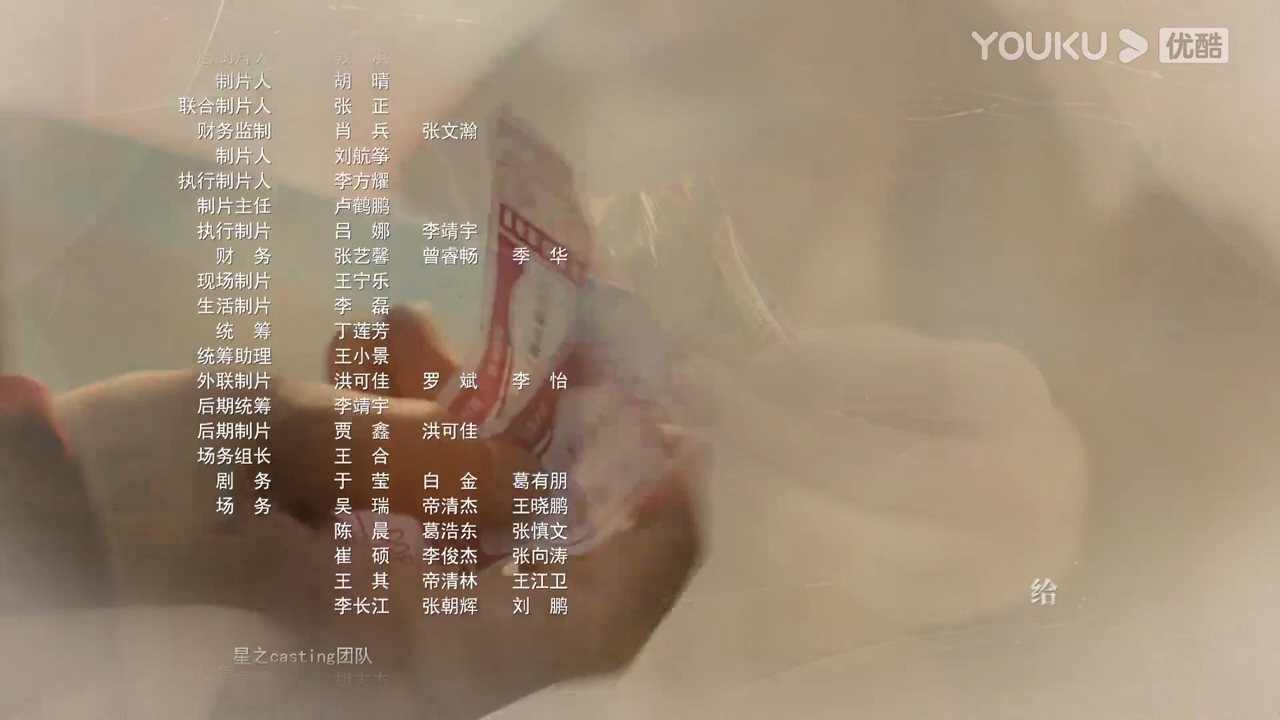 YOUKU 优酷
制片人 胡 晴
联合制片人 张 正
财务监制 肖 兵 张文瀚
制片人 刘航筝
执行制片人 李方耀
制片主任 卢鹤鹏
执行制片 吕 娜 李靖宇
财 务 张艺馨 曾睿畅 季 华
现场制片 王宁乐
生活制片 李 磊
统 筹 丁莲芳
统筹助理 王小景
外联制片 洪可佳 罗 斌 李 怡
后期统筹 李靖宇
后期制片 贾 鑫 洪可佳
场务组长 王 合
剧 务 于 莹 白 金 葛有朋
场 务 吴 瑞 帝清杰 王晓鹏
陈 晨 葛浩东 张慎文
崔 硕 李俊杰 张向涛
王 其 帝清林 王江卫
给
李长江 张朝辉 刘 鹏
星之casting团队